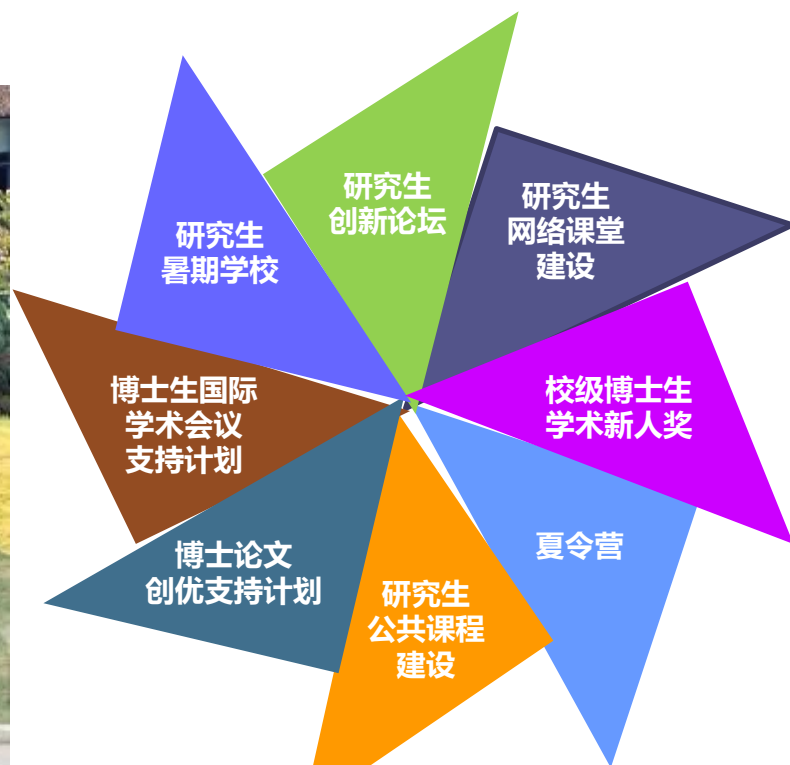 研究生
创新论坛
研究生
网络课堂
建设
校级博士生
学术新人奖
夏令营
研究生
公共课程
建设
博士论文
创优支持计划
博士生国际
学术会议
支持计划
研究生
暑期学校